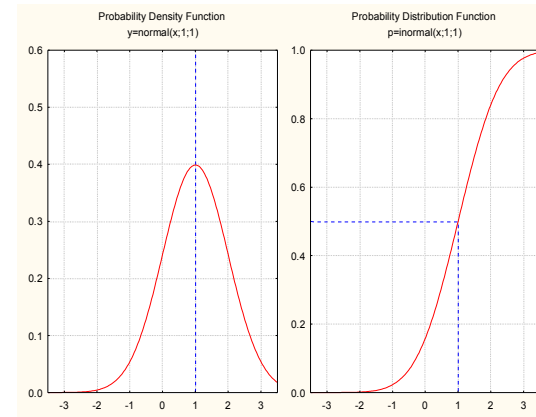 Probability Density Function
y=normal(x;1;1)
0.6
0.5
0.4
0.3
0.2
0.1
0.0
-3 -2 -1 0 1 2 3
Probability Distribution Function
p=inormal(x;1;1)
1.0
0.8
0.6
0.4
0.2
0.0
-3 -2 -1 0 1 2 3